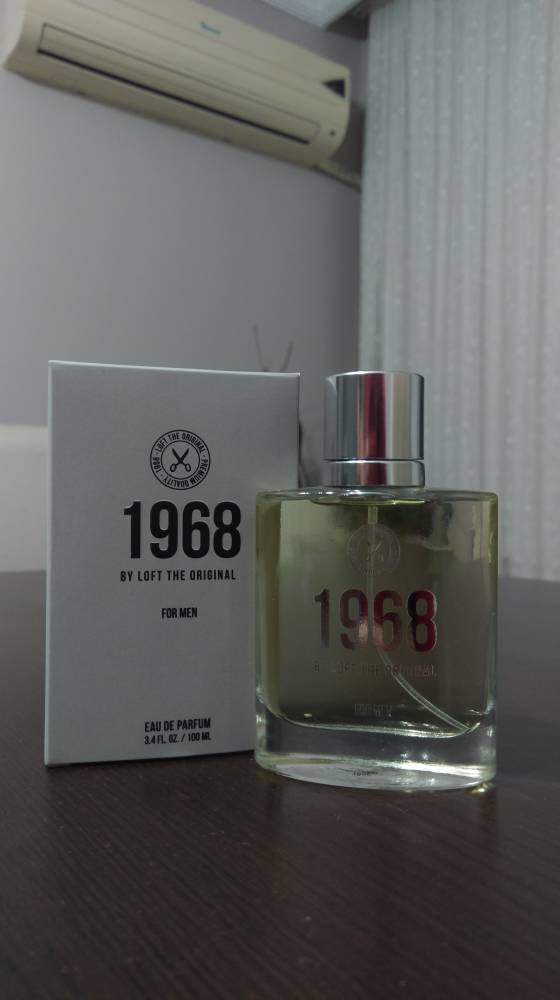 LOFT THE ORIGINAL · PREMIUM QUALITY · 1968 ·
1968
BY LOFT THE ORIGINAL
FOR MEN
EAU DE PARFUM
3.4 FL. OZ. / 100 ML
1968
BY LOFT THE ORIGINAL
FOR MEN